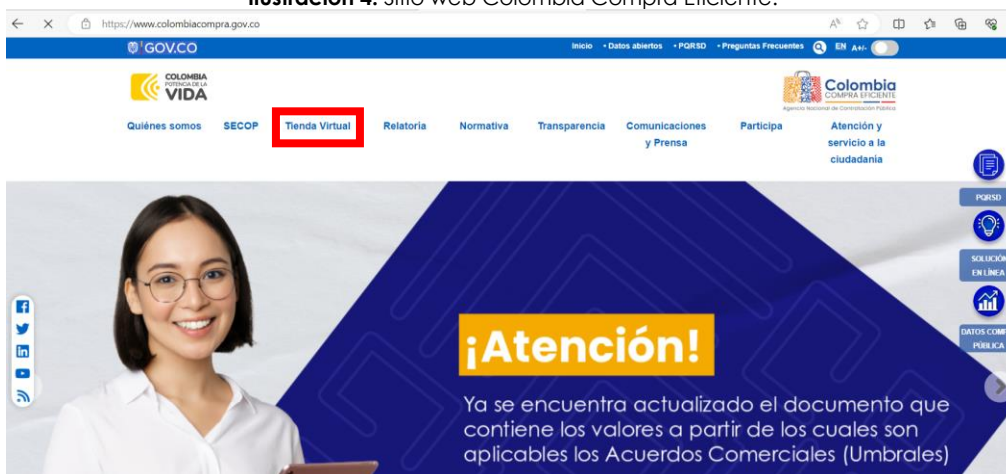 Ilustración 4. Sitio web Colombia Compra Eficiente.
https://www.colombiacompra.gov.co
GOV.CO
Inicio • Datos abiertos • PQRSD • Preguntas Frecuentes EN A+/-
COLOMBIA
POTENCIA DE LA
VIDA
Colombia
COMPRA EFICIENTE
Agencia Nacional de Contratación Pública
Quiénes somos SECOP Tienda Virtual Relatoria Normativa Transparencia Comunicaciones y Prensa Participa Atención y servicio a la ciudadania
PQRSD
SOLUCIÓN
EN LÍNEA
DATOS COM
PÚBLICA
¡Atención!
Ya se encuentra actualizado el documento que
contiene los valores a partir de los cuales son
aplicables los Acuerdos Comerciales (Umbrales)